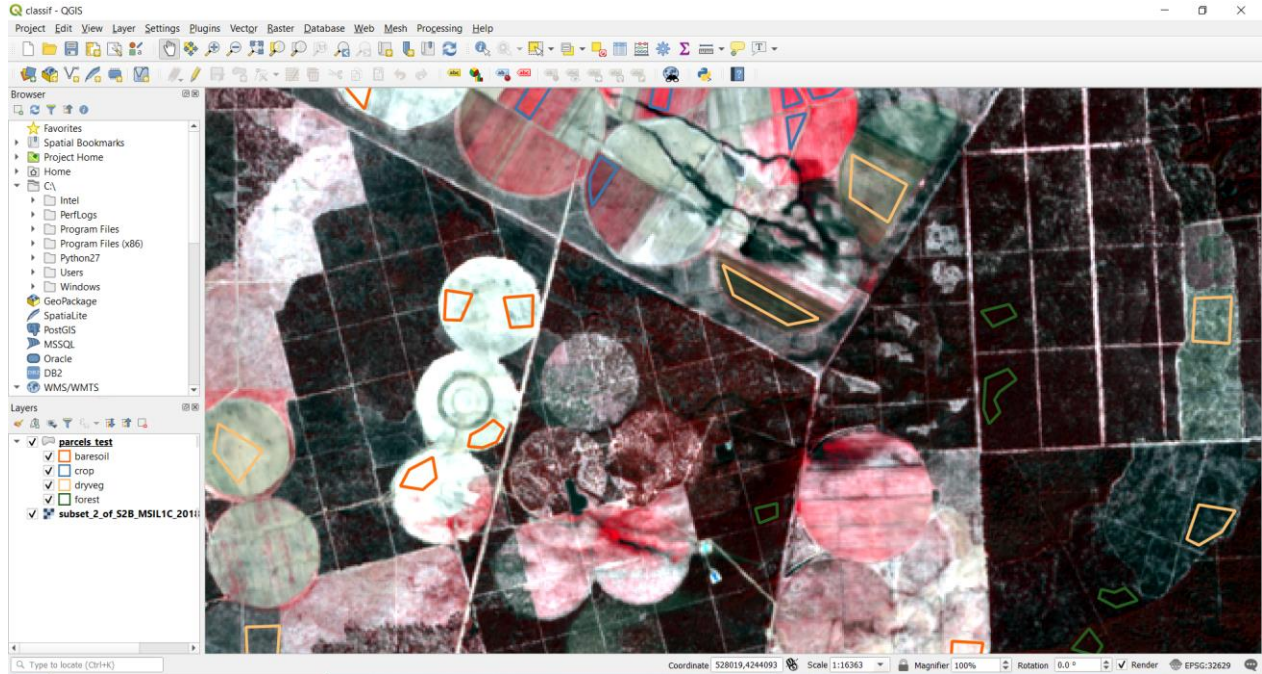 classif - QGIS
Project Edit View Layer Settings Plugins Vector Raster Database Web Mesh Processing Help
Browser
Favorites
Spatial Bookmarks
Project Home
Home
C:\
Intel
PerfLogs
Program Files
Program Files (x86)
Python27
Users
Windows
GeoPackage
SpatiaLite
PostGIS
MSSQL
Oracle
DB2
WMS/WMTS
Layers
parcels_test
baresoil
crop
dryveg
forest
subset_2_of_S2B_MSIL1C_2018
Type to locate (Ctrl+K)
Coordinate 528019,4244093 Scale 1:16363 Magnifier 100% Rotation 0.0 ° Render EPSG:32629